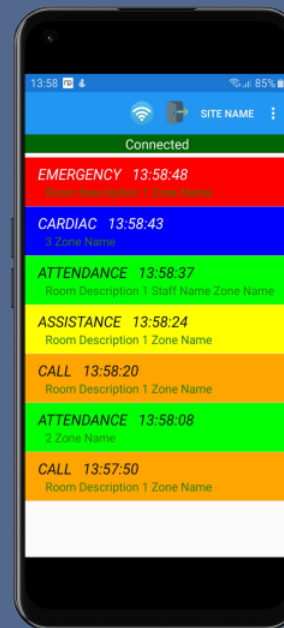 13:58 85%
SITE NAME
Connected
EMERGENCY 13:58:48
Room Description 1 Zone Name
CARDIAC 13:58:43
3 Zone Name
ATTENDANCE 13:58:37
Room Description 1 Staff Name Zone Name
ASSISTANCE 13:58:24
Room Description 1 Zone Name
CALL 13:58:20
Room Description 1 Zone Name
ATTENDANCE 13:58:08
2 Zone Name
CALL 13:57:50
Room Description 1 Zone Name